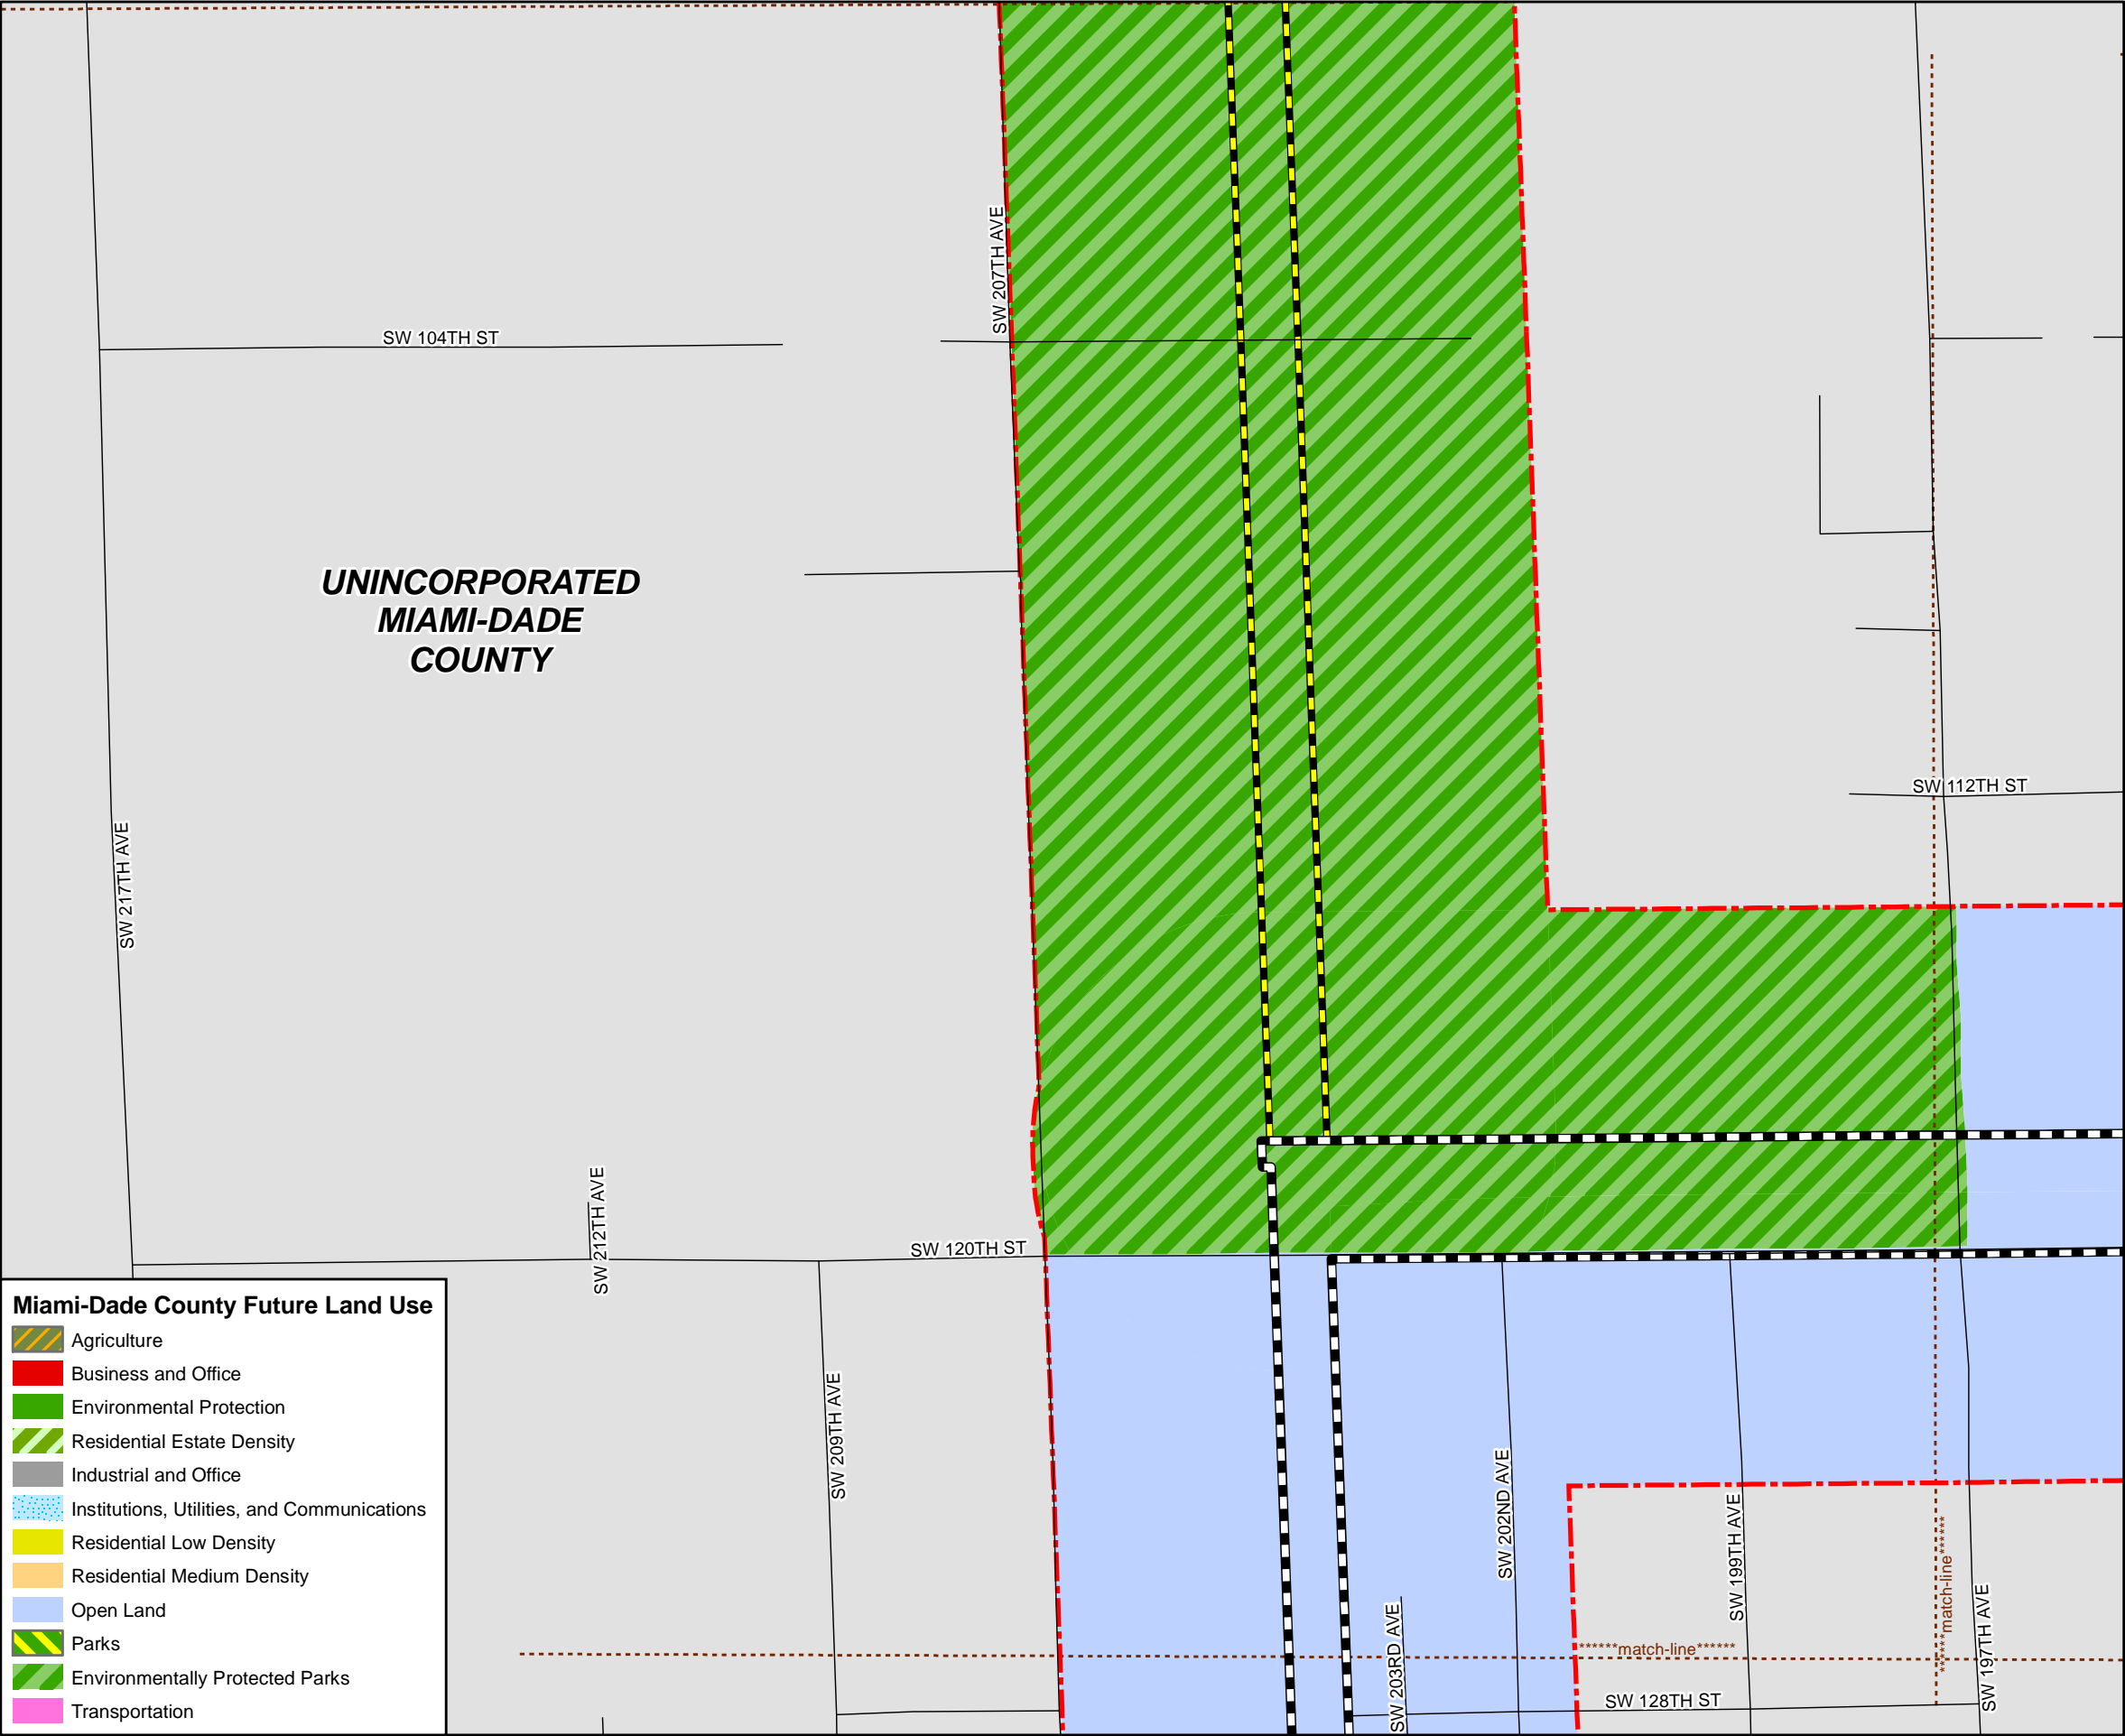 SW 207TH AVE
SW 104TH ST
UNINCORPORATED
MIAMI-DADE
COUNTY
SW 112TH ST
SW 217TH AVE
SW 212TH AVE
SW 120TH ST
SW 209TH AVE
SW 202ND AVE
SW 199TH AVE
******match-line******
SW 197TH AVE
SW 203RD AVE
******match-line******
SW 128TH ST
Miami-Dade County Future Land Use
Agriculture
Business and Office
Environmental Protection
Residential Estate Density
Industrial and Office
Institutions, Utilities, and Communications
Residential Low Density
Residential Medium Density
Open Land
Parks
Environmentally Protected Parks
Transportation